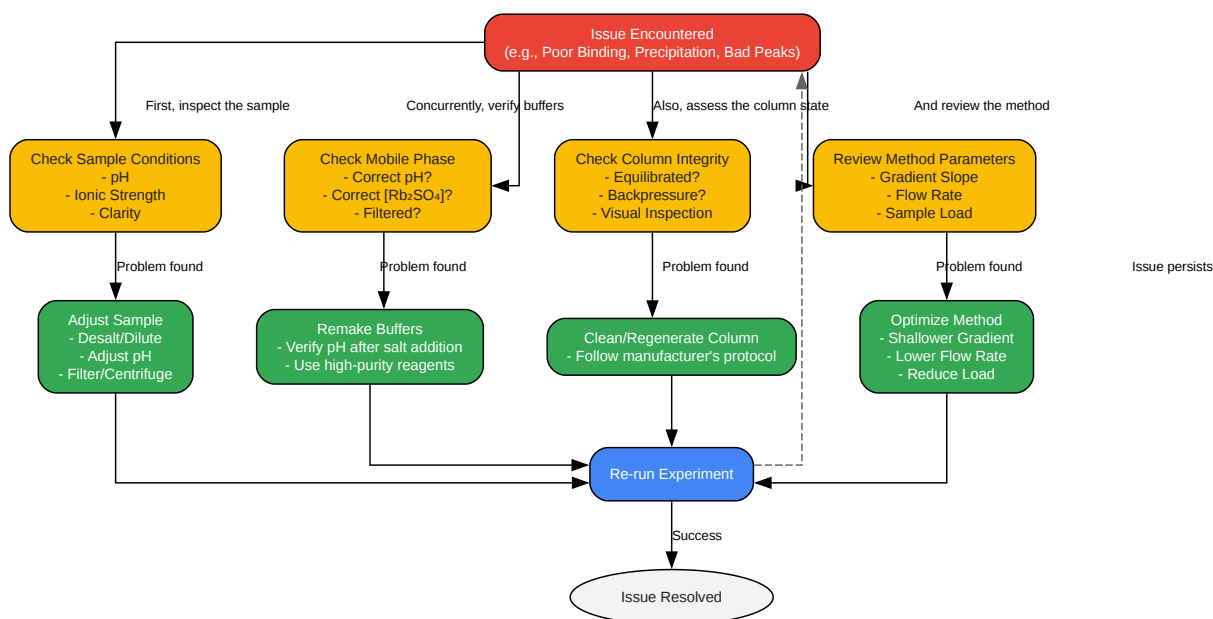 Issue Encountered
(e.g., Poor Binding, Precipitation, Bad Peaks)
First, inspect the sample
Concurrently, verify buffers
Also, assess the column state
And review the method
Check Sample Conditions
- pH
- Ionic Strength
- Clarity
Check Mobile Phase
- Correct pH?
- Correct [Rb₂SO₄]?
- Filtered?
Check Column Integrity
- Equilibrated?
- Backpressure?
- Visual Inspection
Review Method Parameters
- Gradient Slope
- Flow Rate
- Sample Load
Problem found
Problem found
Problem found
Problem found
Issue persists
Adjust Sample
- Desalt/Dilute
- Adjust pH
- Filter/Centrifuge
Remake Buffers
- Verify pH after salt addition
- Use high-purity reagents
Clean/Regenerate Column
- Follow manufacturer's protocol
Optimize Method
- Shallower Gradient
- Lower Flow Rate
- Reduce Load
Re-run Experiment
Success
Issue Resolved